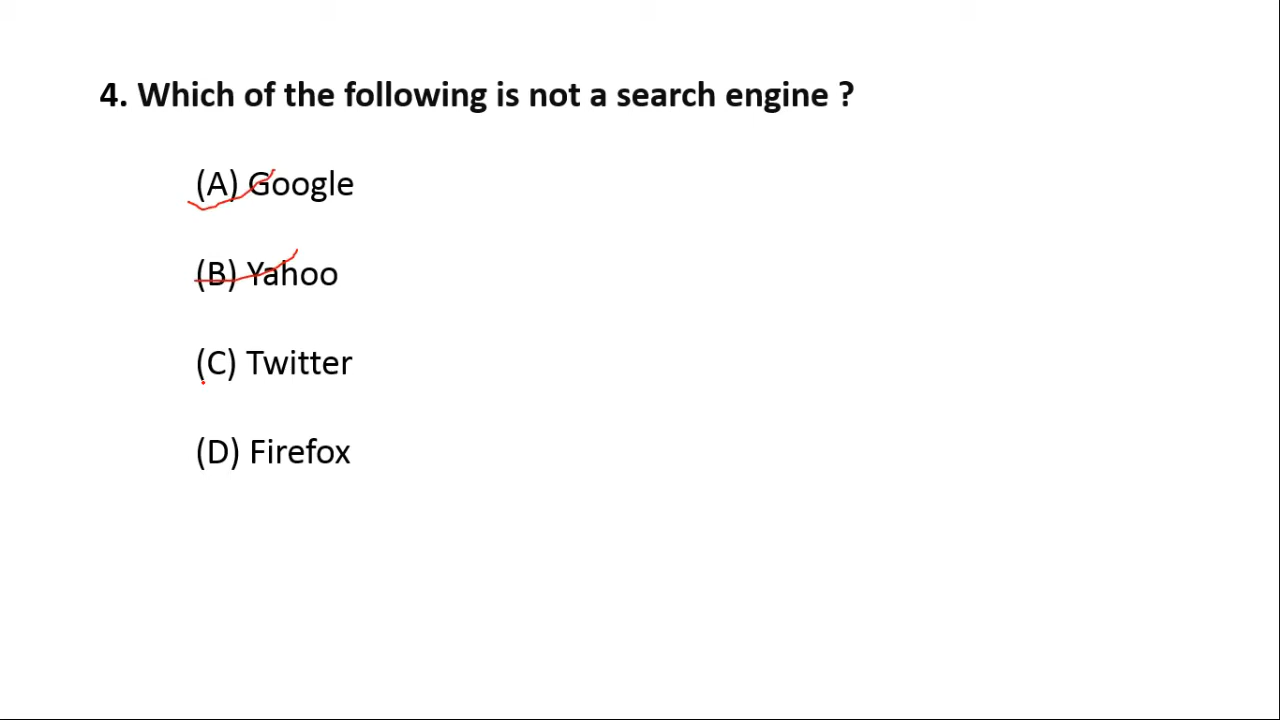 4. Which of the following is not a search engine ?
(A) Google
(B) Yahoo
(C) Twitter
(D) Firefox